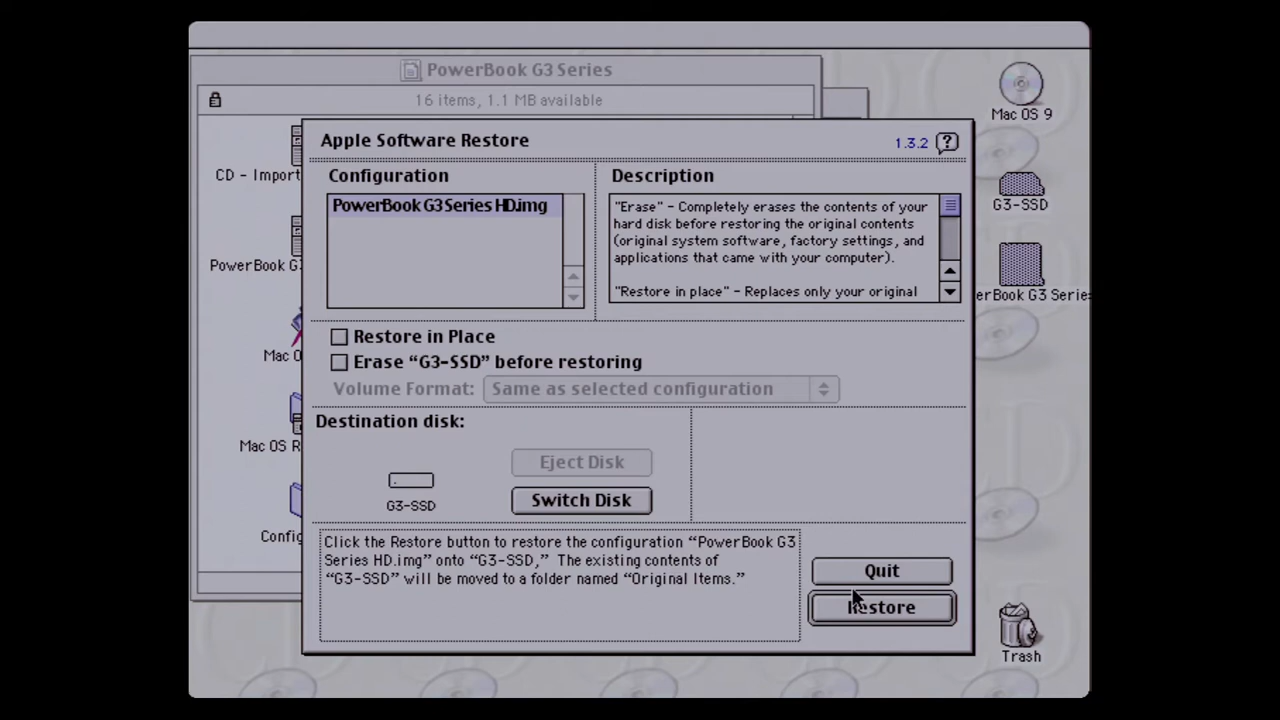 PowerBook G3 Series
16 items, 1.1 MB available
Mac OS 9
CD - Import
Apple Software Restore
1.3.2
Configuration
Description
G3-SSD
PowerBook G3 Series HD.img
"Erase" - Completely erases the contents of your
hard disk before restoring the original contents
(original system software, factory settings, and
applications that came with your computer).
"Restore in place" - Replaces only your original
PowerBook G3
erBook G3 Serie
Restore in Place
Mac O
Erase “G3-SSD” before restoring
Volume Format: Same as selected configuration
Destination disk:
Mac OS R
Eject Disk
G3-SSD
Switch Disk
Config
Click the Restore button to restore the configuration “PowerBook G3
Series HD.img” onto “G3-SSD,” The existing contents of
“G3-SSD” will be moved to a folder named “Original Items.”
Quit
Restore
Trash